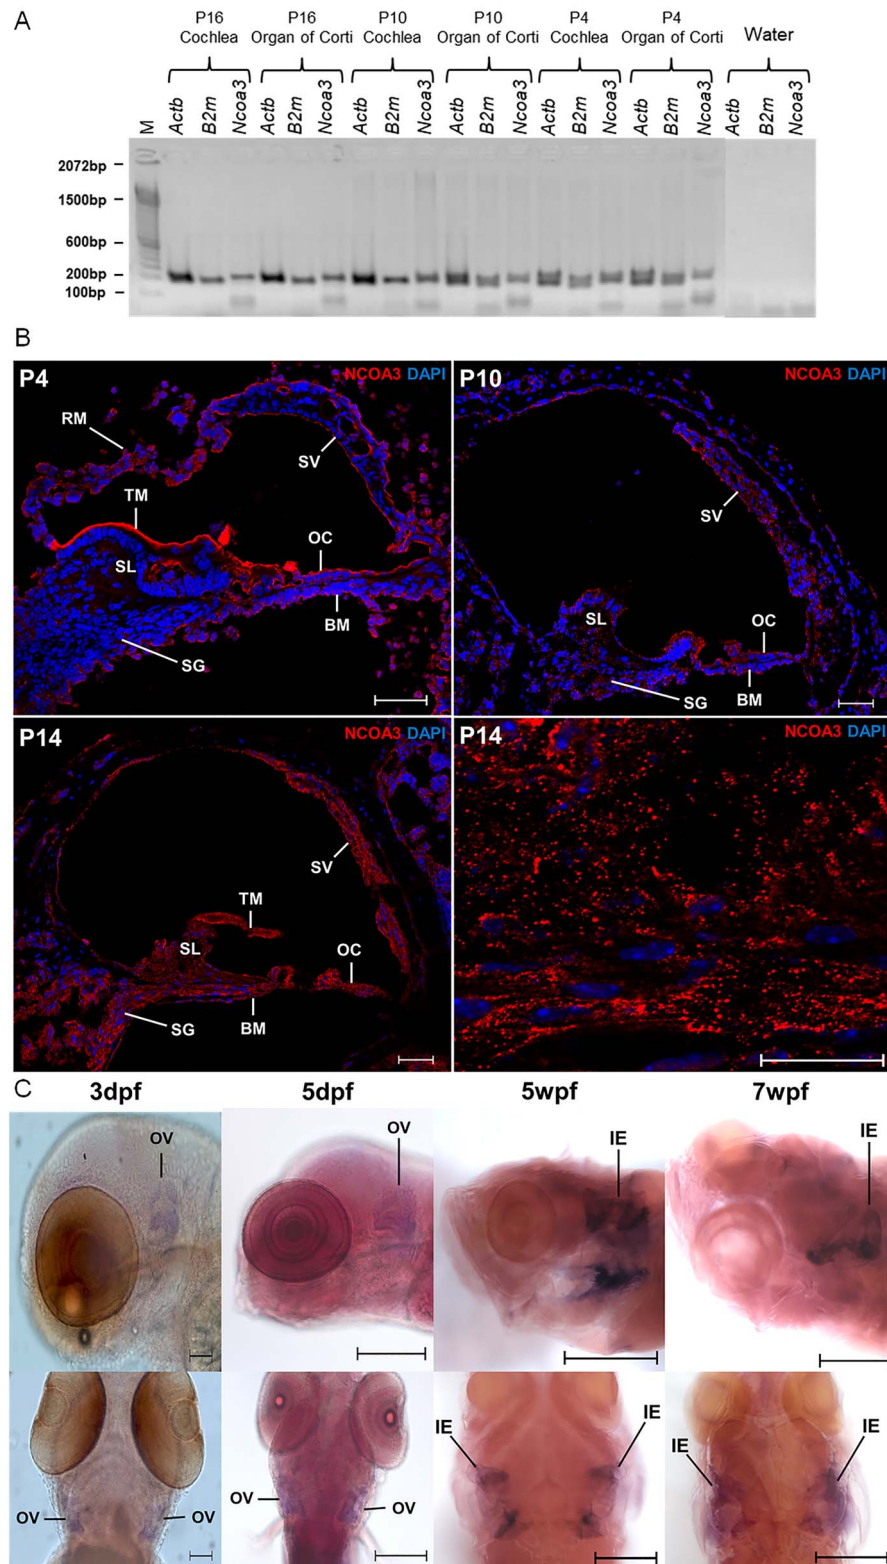 A
P16 P16 P10 P10 P4 P4
Cochlea Organ of Corti Cochlea Organ of Corti Cochlea Organ of Corti Water
M Actb B2m Ncoa3 Actb B2m Ncoa3 Actb B2m Ncoa3 Actb B2m Ncoa3 Actb B2m Ncoa3 Actb B2m Ncoa3 Actb B2m Ncoa3
2072bp
1500bp
600bp
200bp
100bp
B
P4 NCOA3 DAPI
RM
SV
TM
SL
OC
BM
SG
P10 NCOA3 DAPI
SV
SL
OC
SG
BM
P14 NCOA3 DAPI
SV
TM
SL
OC
SG
BM
P14 NCOA3 DAPI
C
3dpf 5dpf 5wpf 7wpf
OV OV IE IE
IE IE IE IE
OV OV OV OV